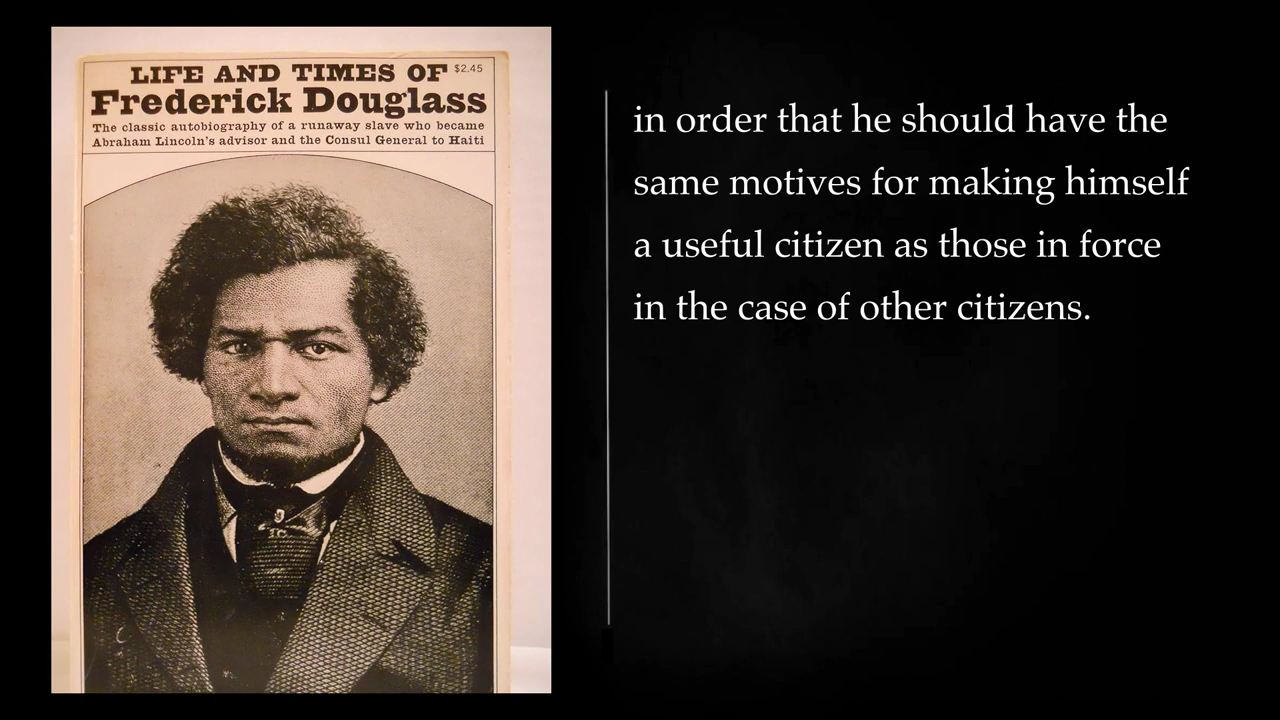 LIFE AND TIMES OF $2.45
Frederick Douglass
The classic autobiography of a runaway slave who became
Abraham Lincoln's advisor and the Consul General to Haiti
in order that he should have the
same motives for making himself
a useful citizen as those in force
in the case of other citizens.